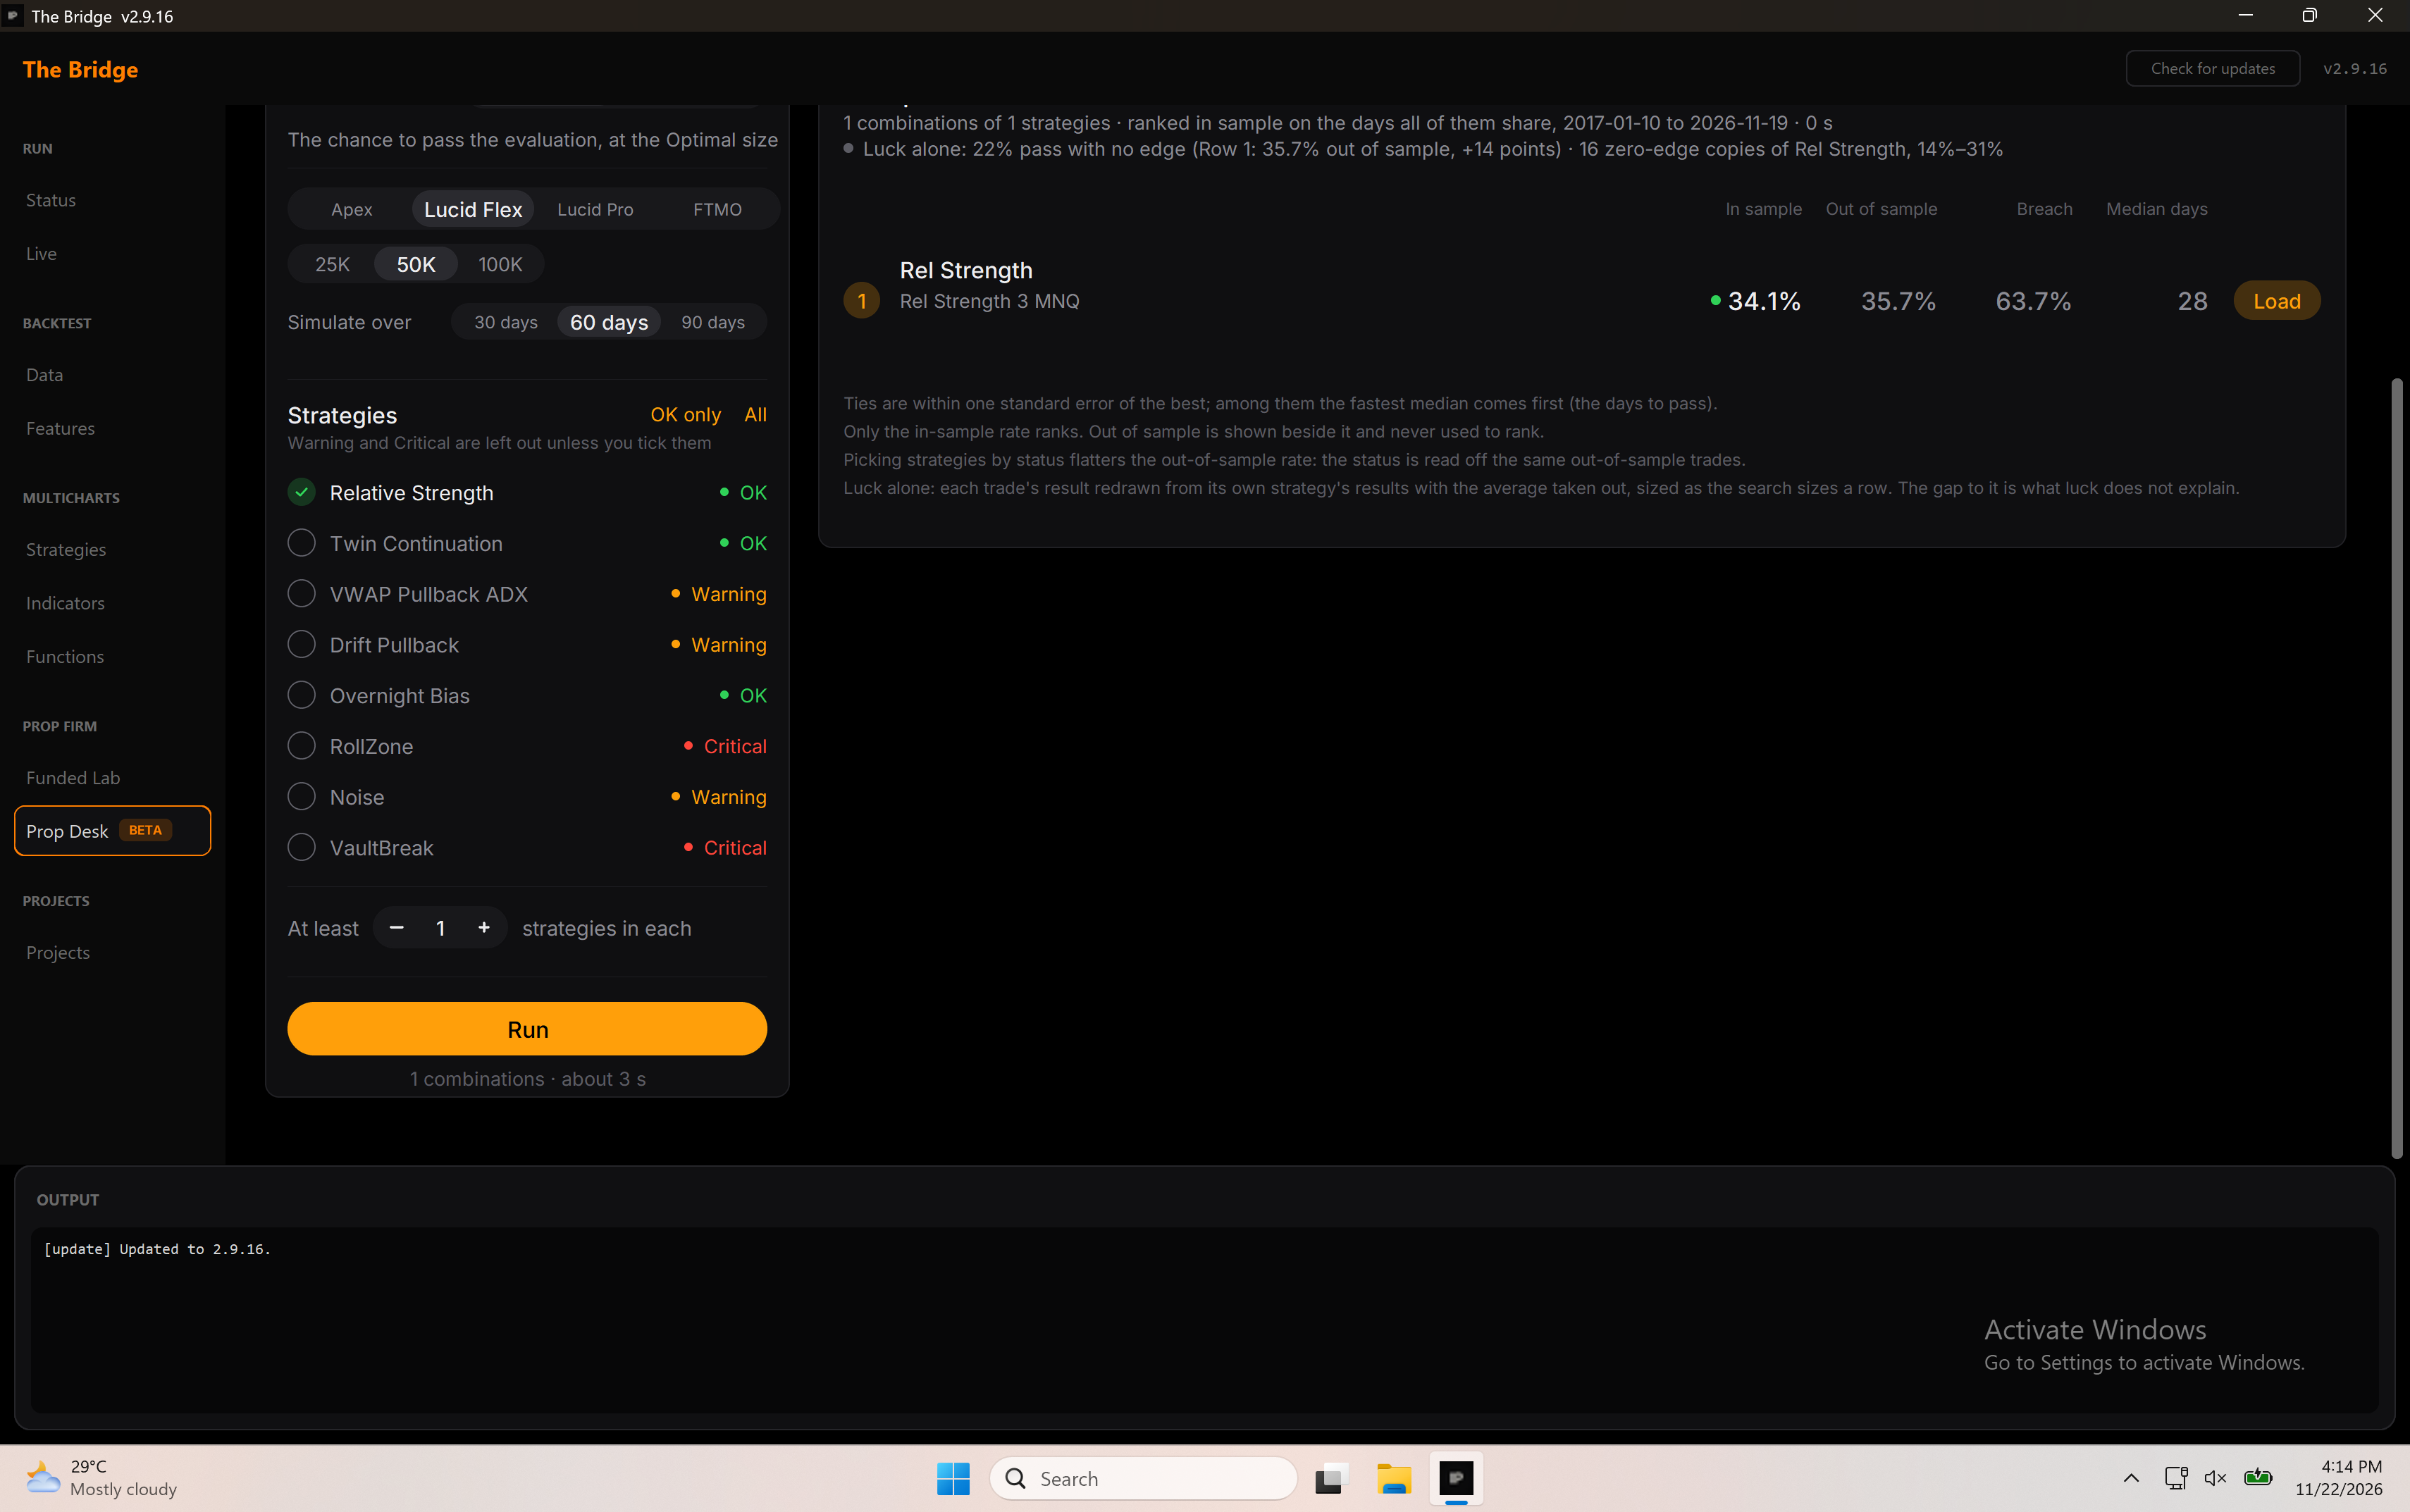 The Bridge v2.9.16
The Bridge
Check for updates
v2.9.16
RUN
Status
Live
BACKTEST
Data
Features
MULTICHARTS
Strategies
Indicators
Functions
PROP FIRM
Funded Lab
Prop Desk BETA
PROJECTS
Projects
The chance to pass the evaluation, at the Optimal size
Apex Lucid Flex Lucid Pro FTMO
25K 50K 100K
Simulate over 30 days 60 days 90 days
Strategies OK only All
Warning and Critical are left out unless you tick them
Relative Strength • OK
Twin Continuation • OK
VWAP Pullback ADX • Warning
Drift Pullback • Warning
Overnight Bias • OK
RollZone • Critical
Noise • Warning
VaultBreak • Critical
At least − 1 + strategies in each
Run
1 combinations · about 3 s
1 combinations of 1 strategies · ranked in sample on the days all of them share, 2017-01-10 to 2026-11-19 · 0 s
• Luck alone: 22% pass with no edge (Row 1: 35.7% out of sample, +14 points) · 16 zero-edge copies of Rel Strength, 14%–31%
In sample Out of sample Breach Median days
Rel Strength
1 Rel Strength 3 MNQ • 34.1% 35.7% 63.7% 28 Load
Ties are within one standard error of the best; among them the fastest median comes first (the days to pass).
Only the in-sample rate ranks. Out of sample is shown beside it and never used to rank.
Picking strategies by status flatters the out-of-sample rate: the status is read off the same out-of-sample trades.
Luck alone: each trade's result redrawn from its own strategy's results with the average taken out, sized as the search sizes a row. The gap to it is what luck does not explain.
OUTPUT
[update] Updated to 2.9.16.
Activate Windows
Go to Settings to activate Windows.
29°C
Mostly cloudy
Search
4:14 PM
11/22/2026